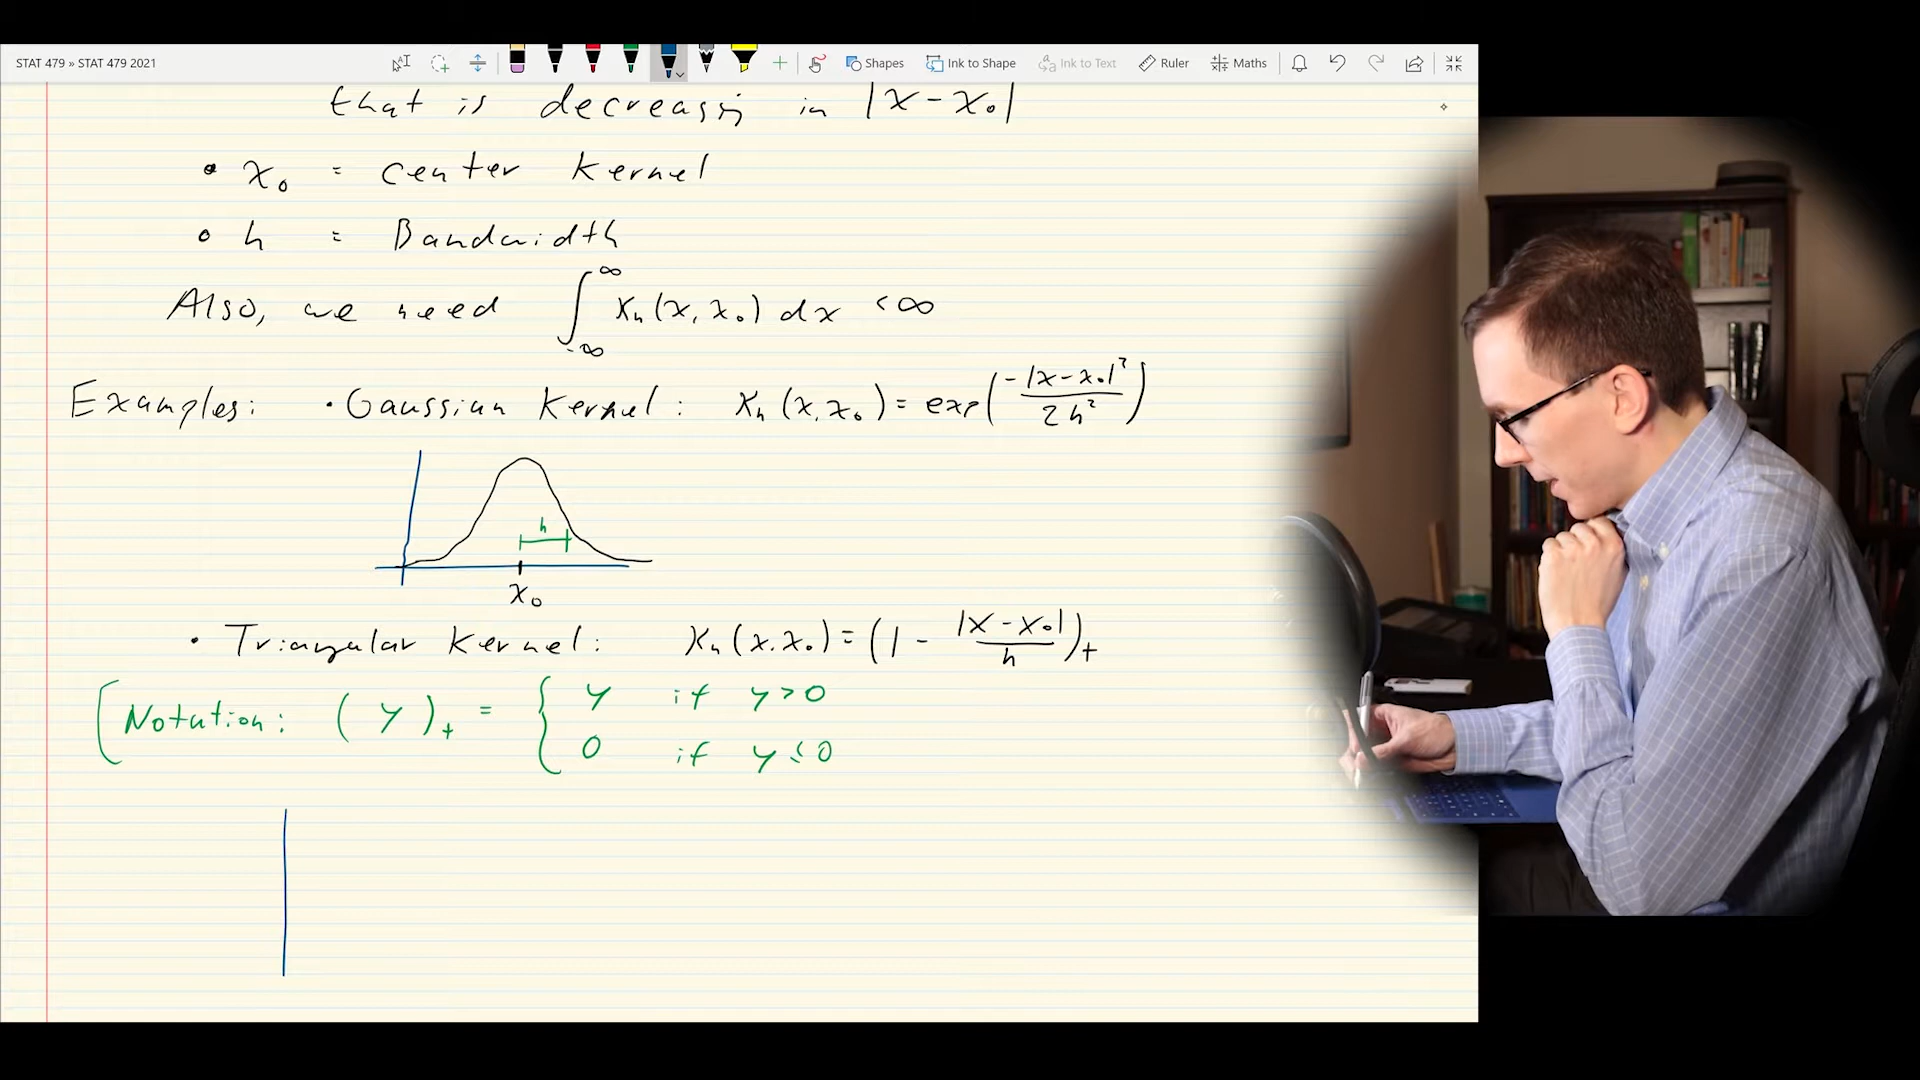 STAT 479 » STAT 479 2021
Shapes Ink to Shape Ink to Text Ruler Maths
that is decreasing in |x - x₀|
• x₀ = center kernel
• h = Bandwidth
Also, we need ∫_{-∞}^{∞} K_h(x, x₀) dx < ∞
Examples: • Gaussian Kernel: K_h(x, x₀) = exp(-|x - x₀|² / 2h²)
h
x₀
• Triangular Kernel: K_h(x, x₀) = (1 - |x - x₀| / h)₊
[Notation: (y)₊ = { y if y > 0
0 if y ≤ 0